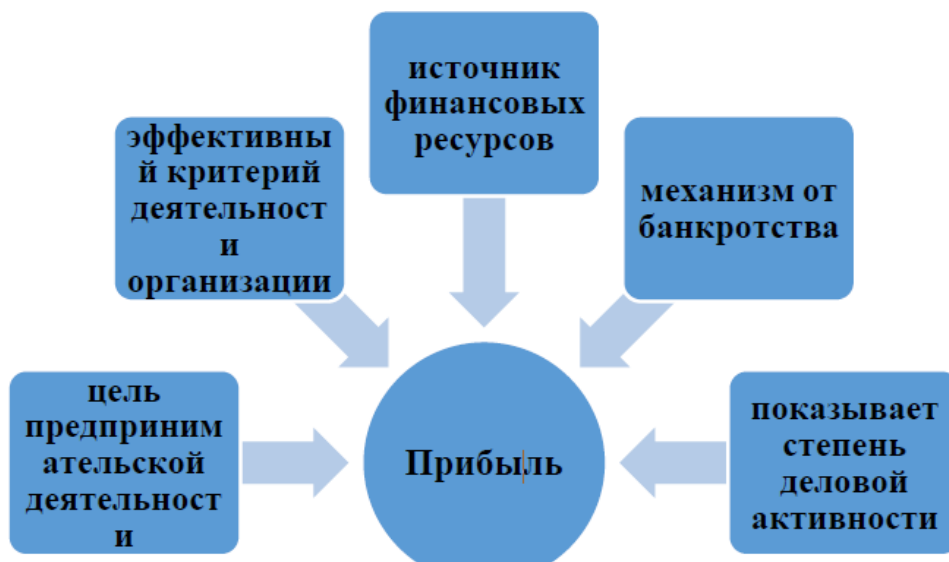 источник
финансовых
ресурсов
эффективны
й критерий
деятельност
и
организации
механизм от
банкротства
цель
предприним
ательской
деятельност
и
Прибыль
показывает
степень
деловой
активности